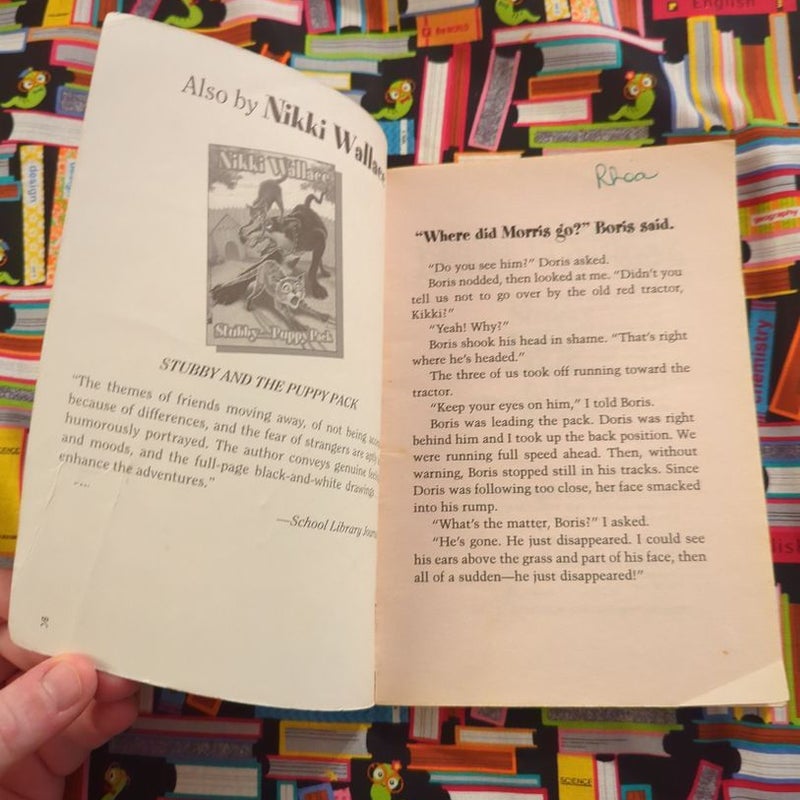 Also by Nikki Wallace
Nikki Wallace
Stubby and the Puppy Pack
STUBBY AND THE PUPPY PACK
"The themes of friends moving away, of not being
because of differences, and the fear of strangers are aptly
humorously portrayed. The author conveys genuine
and moods, and the full-page black-and-white drawings
enhance the adventures."
—School Library
Rhoa
"Where did Morris go?" Boris said.
"Do you see him?" Doris asked.
Boris nodded, then looked at me. "Didn't you
tell us not to go over by the old red tractor,
Kikki?"
"Yeah! Why?"
Boris shook his head in shame. "That's right
where he's headed."
The three of us took off running toward the
tractor.
"Keep your eyes on him," I told Boris.
Boris was leading the pack. Doris was right
behind him and I took up the back position. We
were running full speed ahead. Then, without
warning, Boris stopped still in his tracks. Since
Doris was following too close, her face smacked
into his rump.
"What's the matter, Boris?" I asked.
"He's gone. He just disappeared. I could see
his ears above the grass and part of his face, then
all of a sudden—he just disappeared!"
English
design
geography
chemistry
SCIENCE